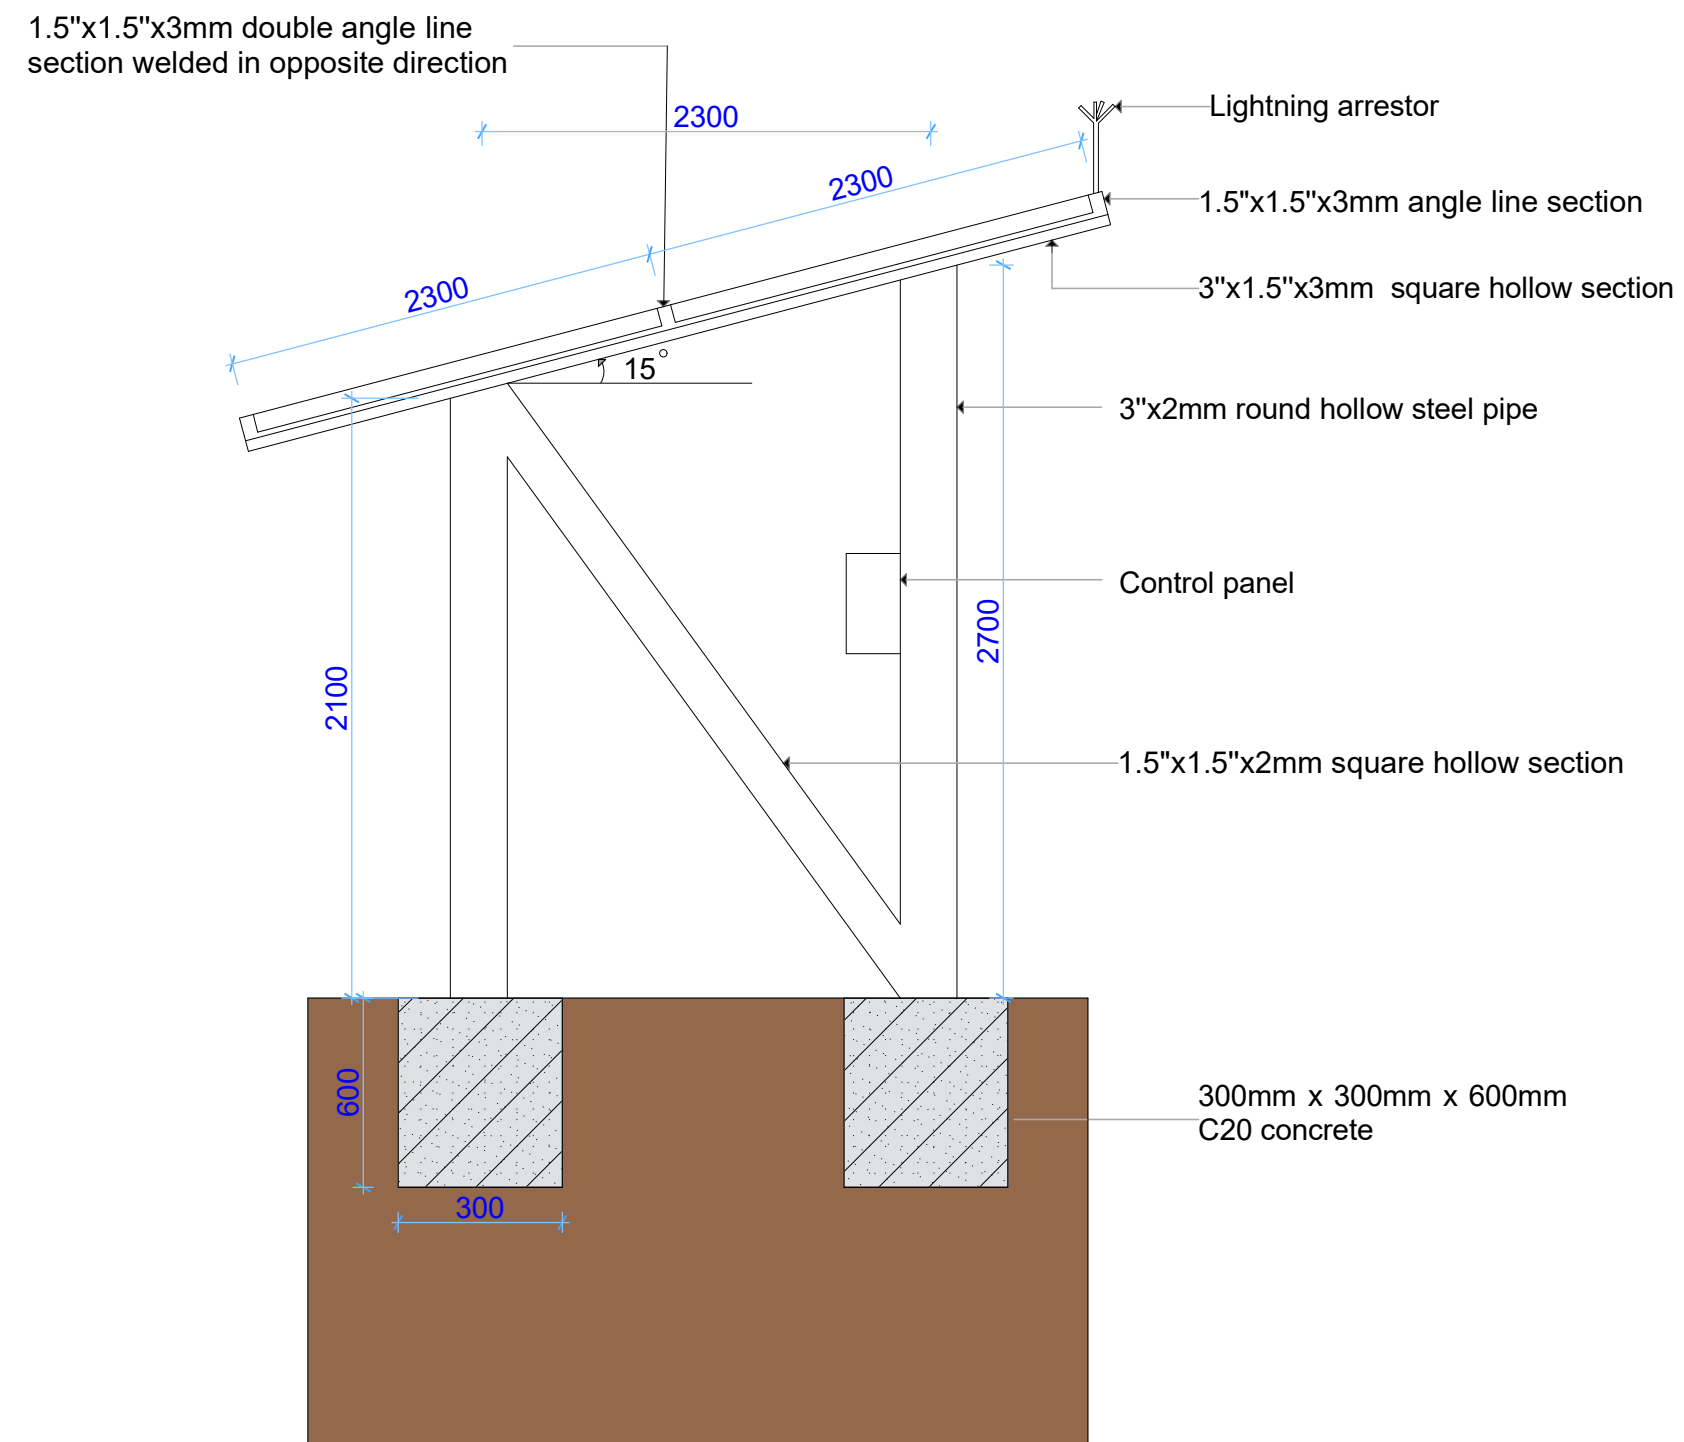 1.5"x1.5"x3mm double angle line
section welded in opposite direction
2300
Lightning arrestor
2300
1.5"x1.5"x3mm angle line section
2300
3"x1.5"x3mm square hollow section
15°
3"x2mm round hollow steel pipe
Control panel
2700
2100
1.5"x1.5"x2mm square hollow section
600
300mm x 300mm x 600mm
C20 concrete
300